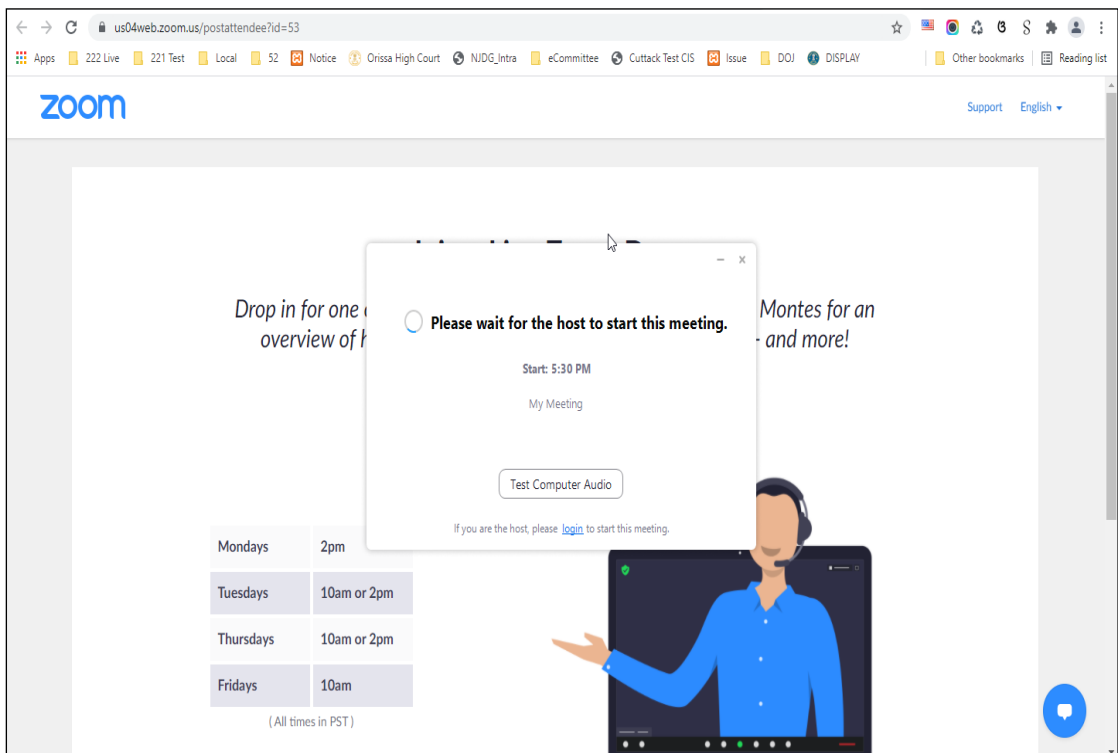 us04web.zoom.us/postattendee?id=53
Apps 222 Live 221 Test Local 52 Notice Orissa High Court NJDG_Intra eCommittee Cuttack Test CIS Issue DOJ DISPLAY Other bookmarks Reading list
zoom Support English
Drop in for one
Montes for an
overview of
and more!
Please wait for the host to start this meeting.
Start: 5:30 PM
My Meeting
Test Computer Audio
If you are the host, please login to start this meeting.
Mondays 2pm
Tuesdays 10am or 2pm
Thursdays 10am or 2pm
Fridays 10am
( All times in PST )